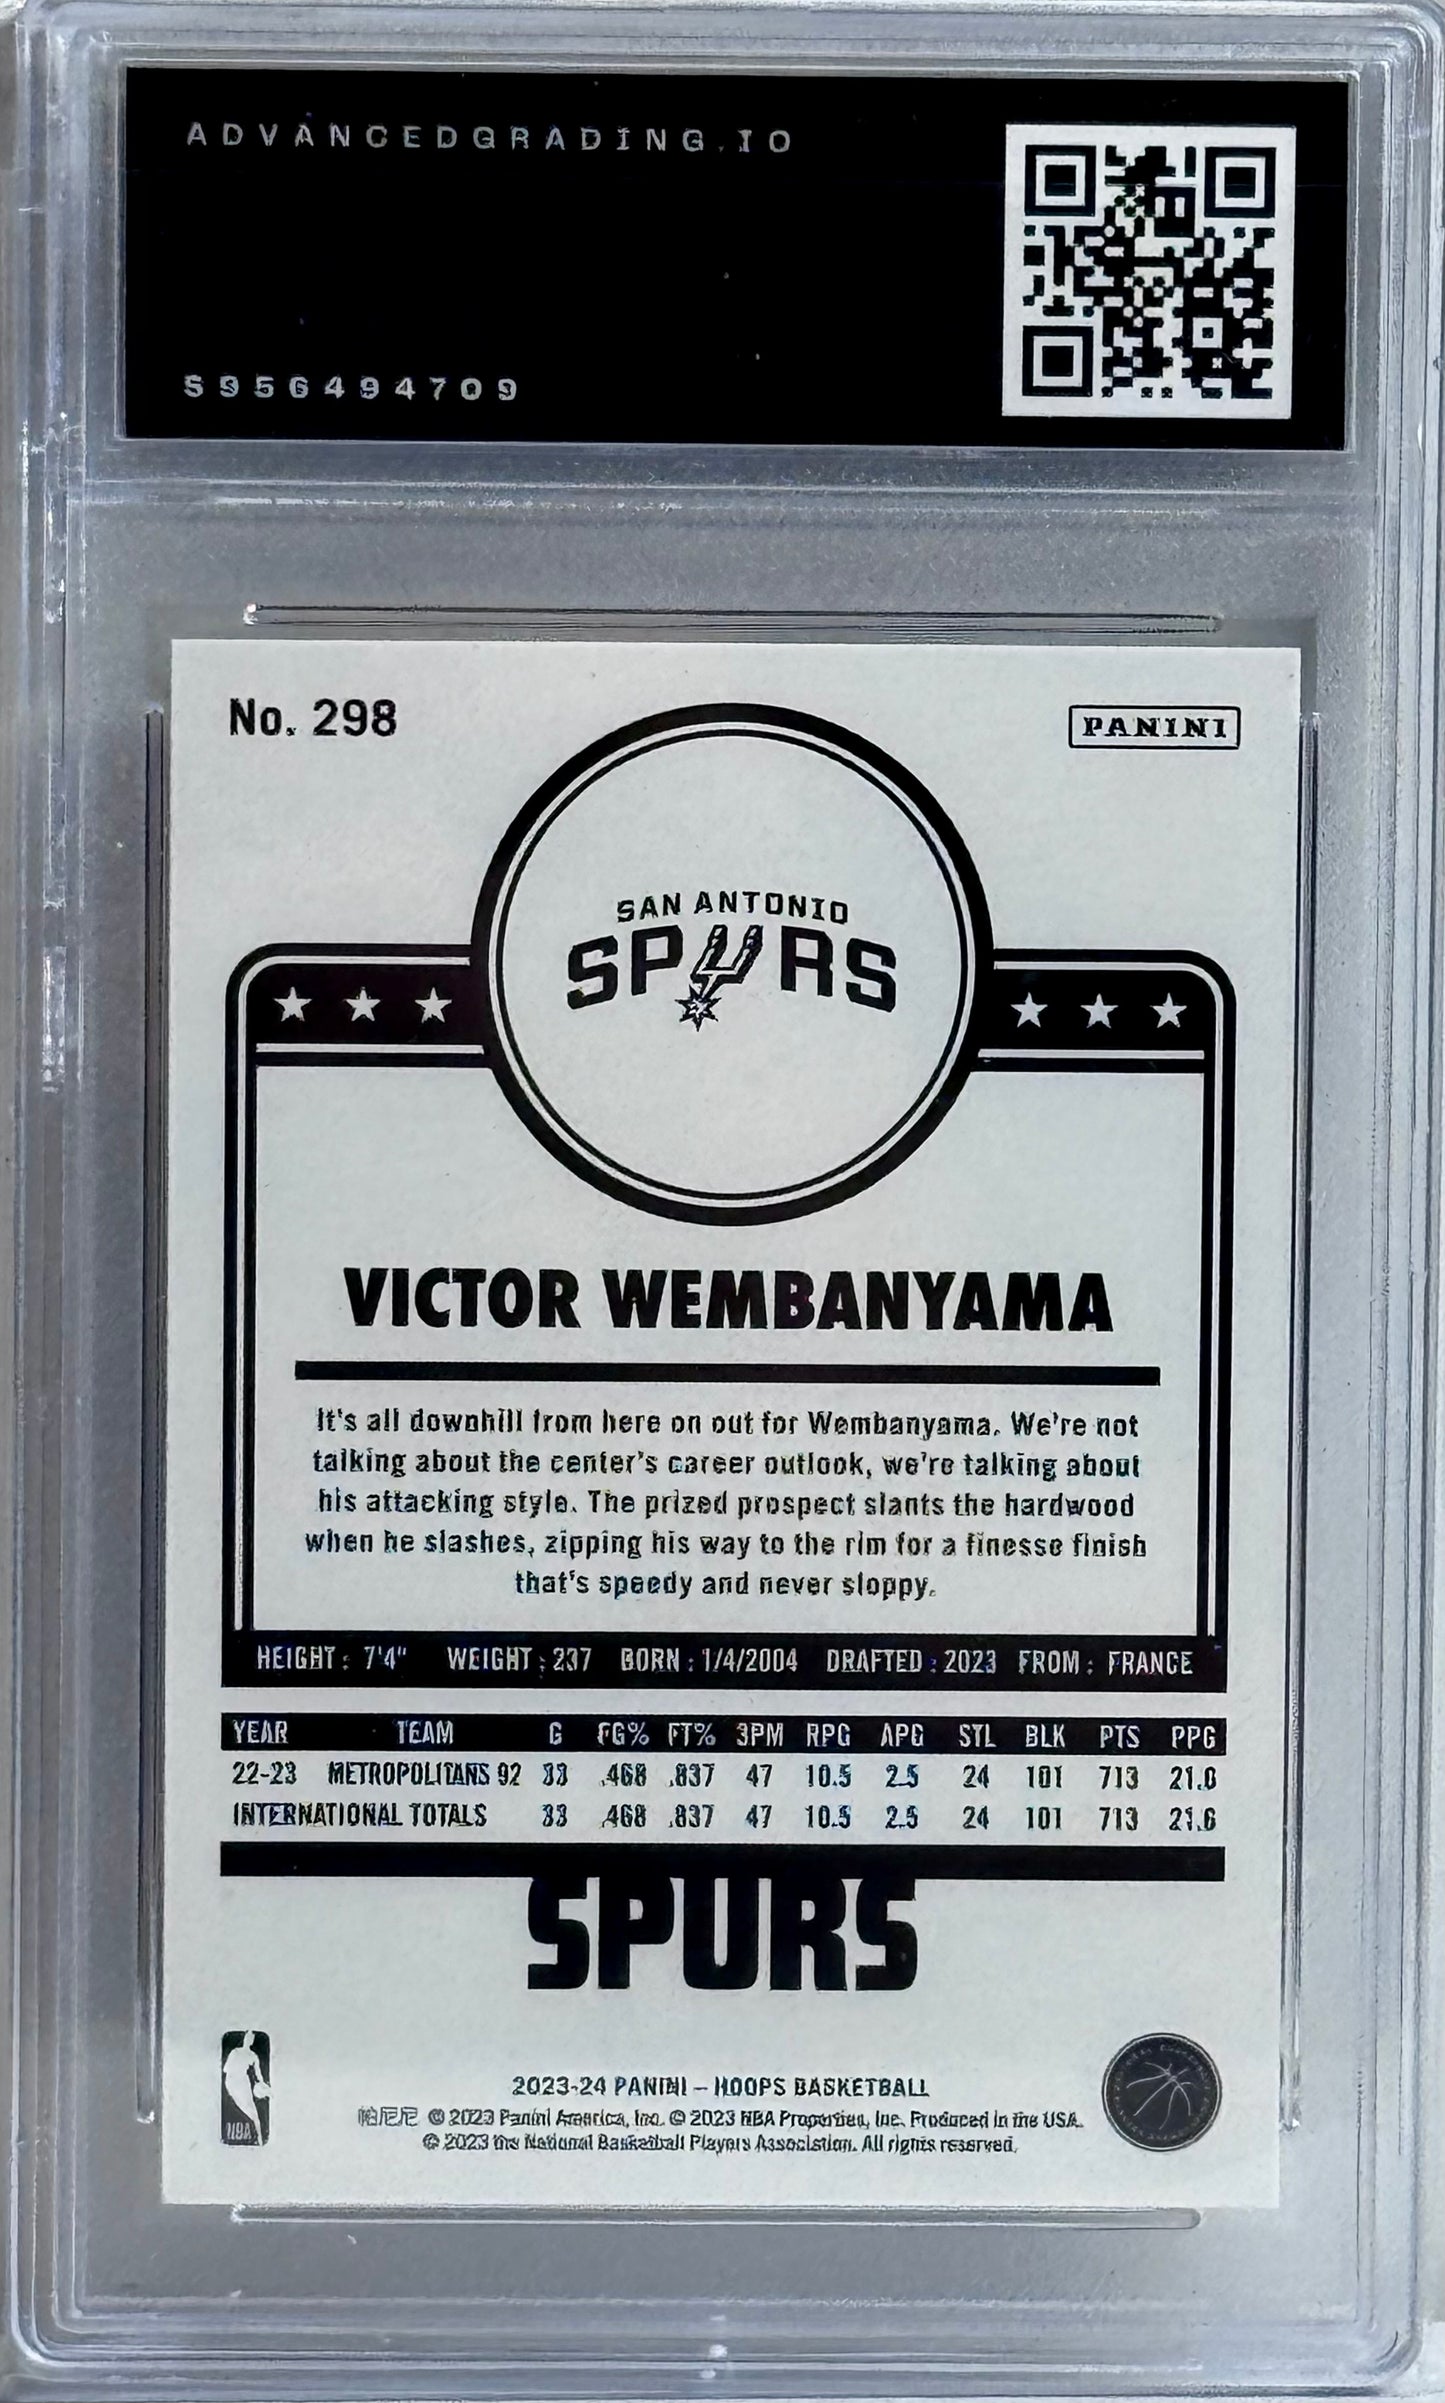 ADVANCEDGRADING.IO
S956494709
No. 298
PANINI
SAN ANTONIO
SPURS
VICTOR WEMBANYAMA
It's all downhill from here on out for Wembanyama. We're not
talking about the center's career outlook, we're talking about
his attacking style. The prized prospect slants the hardwood
when he slashes, zipping his way to the rim for a finesse finish
that's speedy and never sloppy.
HEIGHT: 7'4" WEIGHT: 237 BORN: 1/4/2004 DRAFTED: 2023 FROM: FRANCE
YEAR TEAM G FG% FT% 3PM RPG APG STL BLK PTS PPG
22-23 METROPOLITANS 92 33 .468 .837 47 10.5 2.5 24 101 713 21.6
INTERNATIONAL TOTALS 33 .468 .837 47 10.5 2.5 24 101 713 21.6
SPURS
NBA
2023-24 PANINI – HOOPS BASKETBALL
帕尼尼 © 2023 Panini America, Inc. © 2023 NBA Properties, Inc. Produced in the USA.
© 2023 the National Basketball Players Association. All rights reserved.